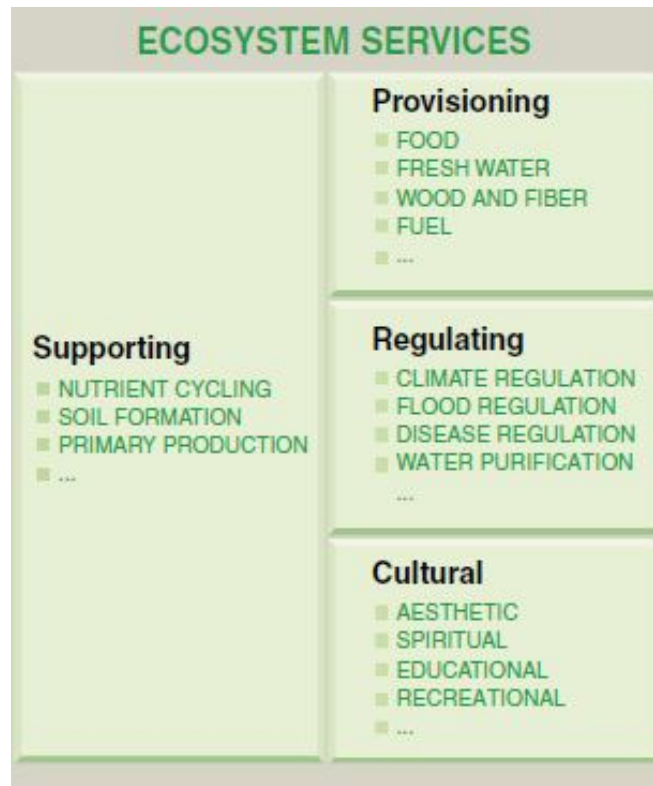 ECOSYSTEM SERVICES
Supporting
NUTRIENT CYCLING
SOIL FORMATION
PRIMARY PRODUCTION
...
Provisioning
FOOD
FRESH WATER
WOOD AND FIBER
FUEL
...
Regulating
CLIMATE REGULATION
FLOOD REGULATION
DISEASE REGULATION
WATER PURIFICATION
...
Cultural
AESTHETIC
SPIRITUAL
EDUCATIONAL
RECREATIONAL
...